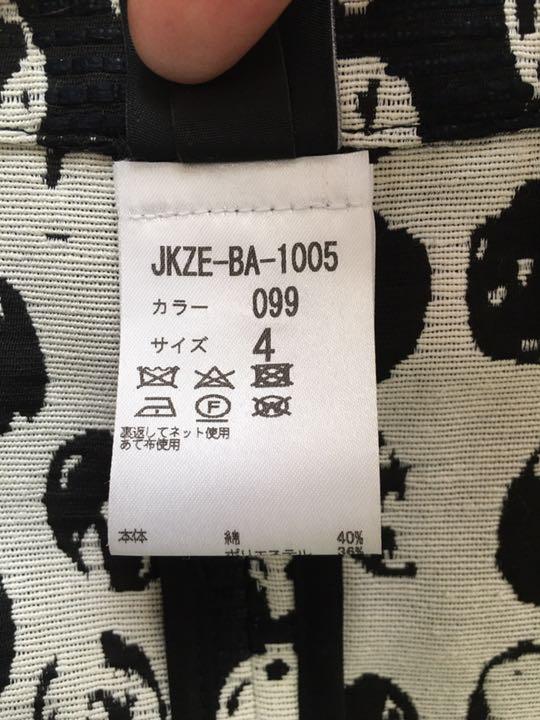 JKZE-BA-1005
カラー 099
サイズ 4
F
W
裏返してネット使用
あて布使用
本体 綿 40%
ポリエステル 36%